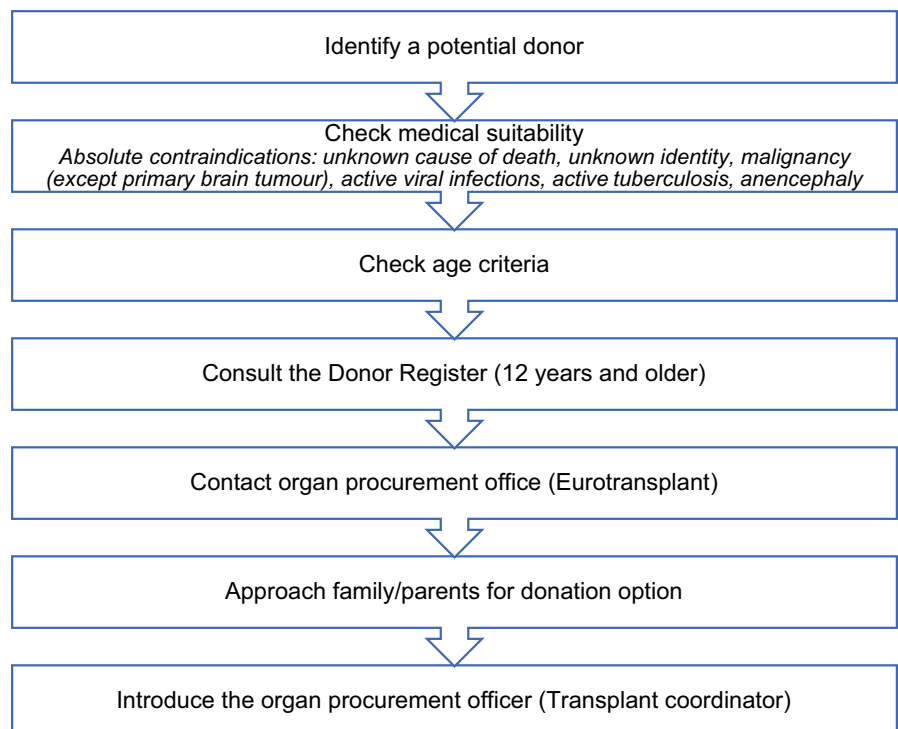 Identify a potential donor
Check medical suitability
Absolute contraindications: unknown cause of death, unknown identity, malignancy
(except primary brain tumour), active viral infections, active tuberculosis, anencephaly
Check age criteria
Consult the Donor Register (12 years and older)
Contact organ procurement office (Eurotransplant)
Approach family/parents for donation option
Introduce the organ procurement officer (Transplant coordinator)